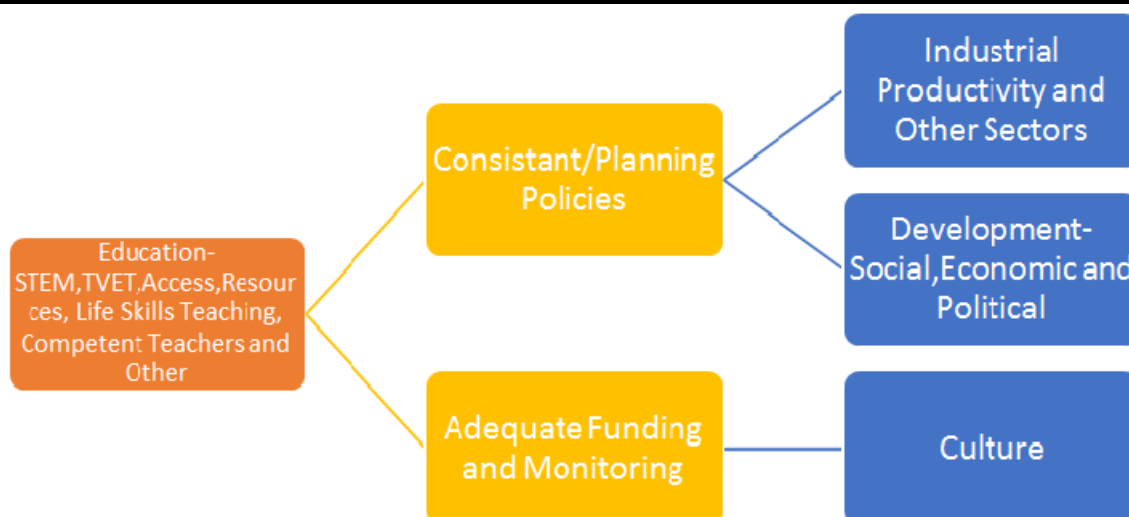 Education-
STEM,TVET,Access,Resour
ces, Life Skills Teaching,
Competent Teachers and
Other
Consistant/Planning
Policies
Adequate Funding
and Monitoring
Industrial
Productivity and
Other Sectors
Development-
Social,Economic and
Political
Culture